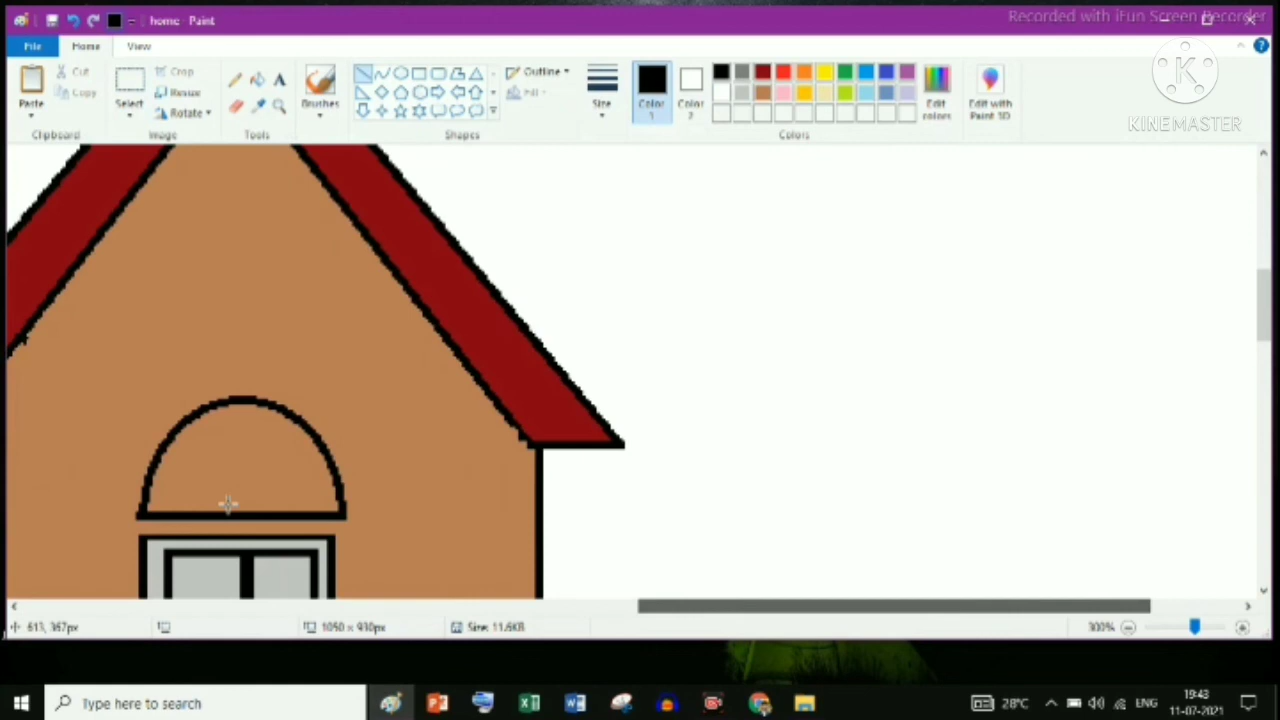 home - Paint
Recorded with iFun Screen Recorder
File
Home
View
Paste
Cut
Copy
Clipboard
Select
Crop
Resize
Rotate
Image
A
Tools
Brushes
Outline
Fill
Shapes
Size
Color
1
Color
2
Edit
colors
Colors
Edit with
Paint 3D
K
KINEMASTER
613, 367px
1050 × 930px
Size: 11.6KB
300%
Type here to search
28°C
ENG
19:43
11-07-2021